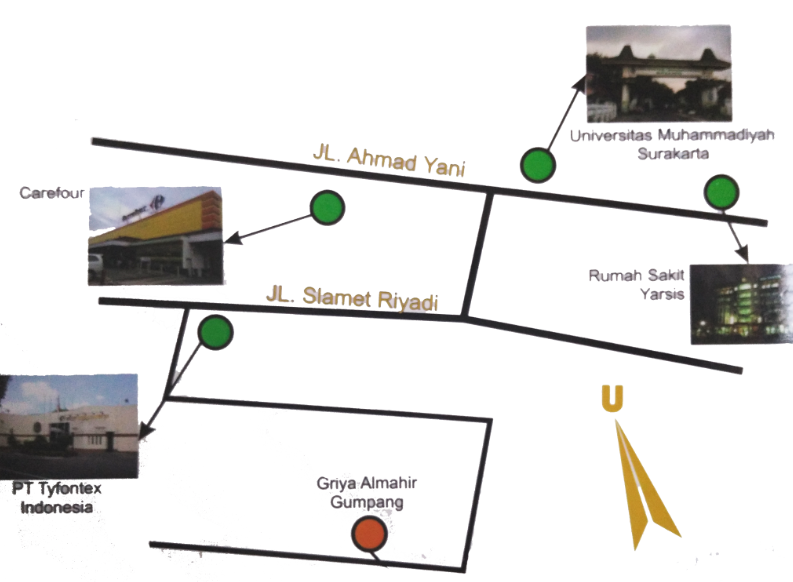 Universitas Muhammadiyah
Surakarta
JL. Ahmad Yani
Carefour
Rumah Sakit
Yarsis
JL. Slamet Riyadi
U
PT Tyfontex
Indonesia
Griya Almahir
Gumpang